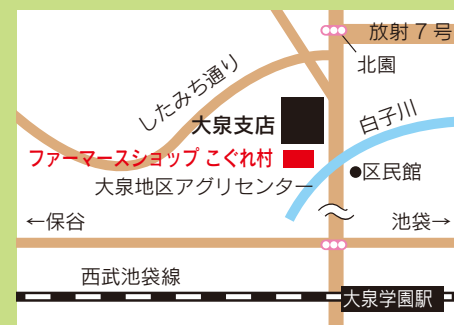 放射 7 号
北園
したみち通り
白子川
大泉支店
ファーマースショップ こぐれ村
大泉地区アグリセンター
●区民館
←保谷
池袋→
西武池袋線
大泉学園駅